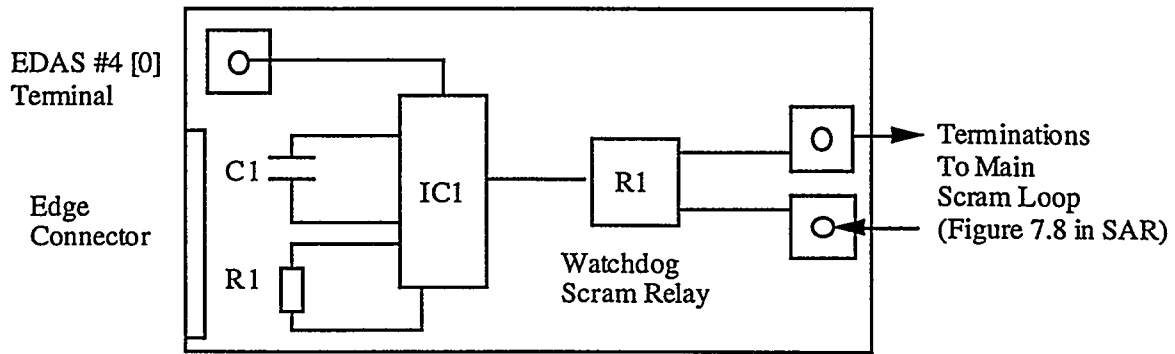 EDAS #4 [0]
Terminal
Edge
Connector
C1
R1
IC1
R1
Watchdog
Scram Relay
Terminations
To Main
Scram Loop
(Figure 7.8 in SAR)